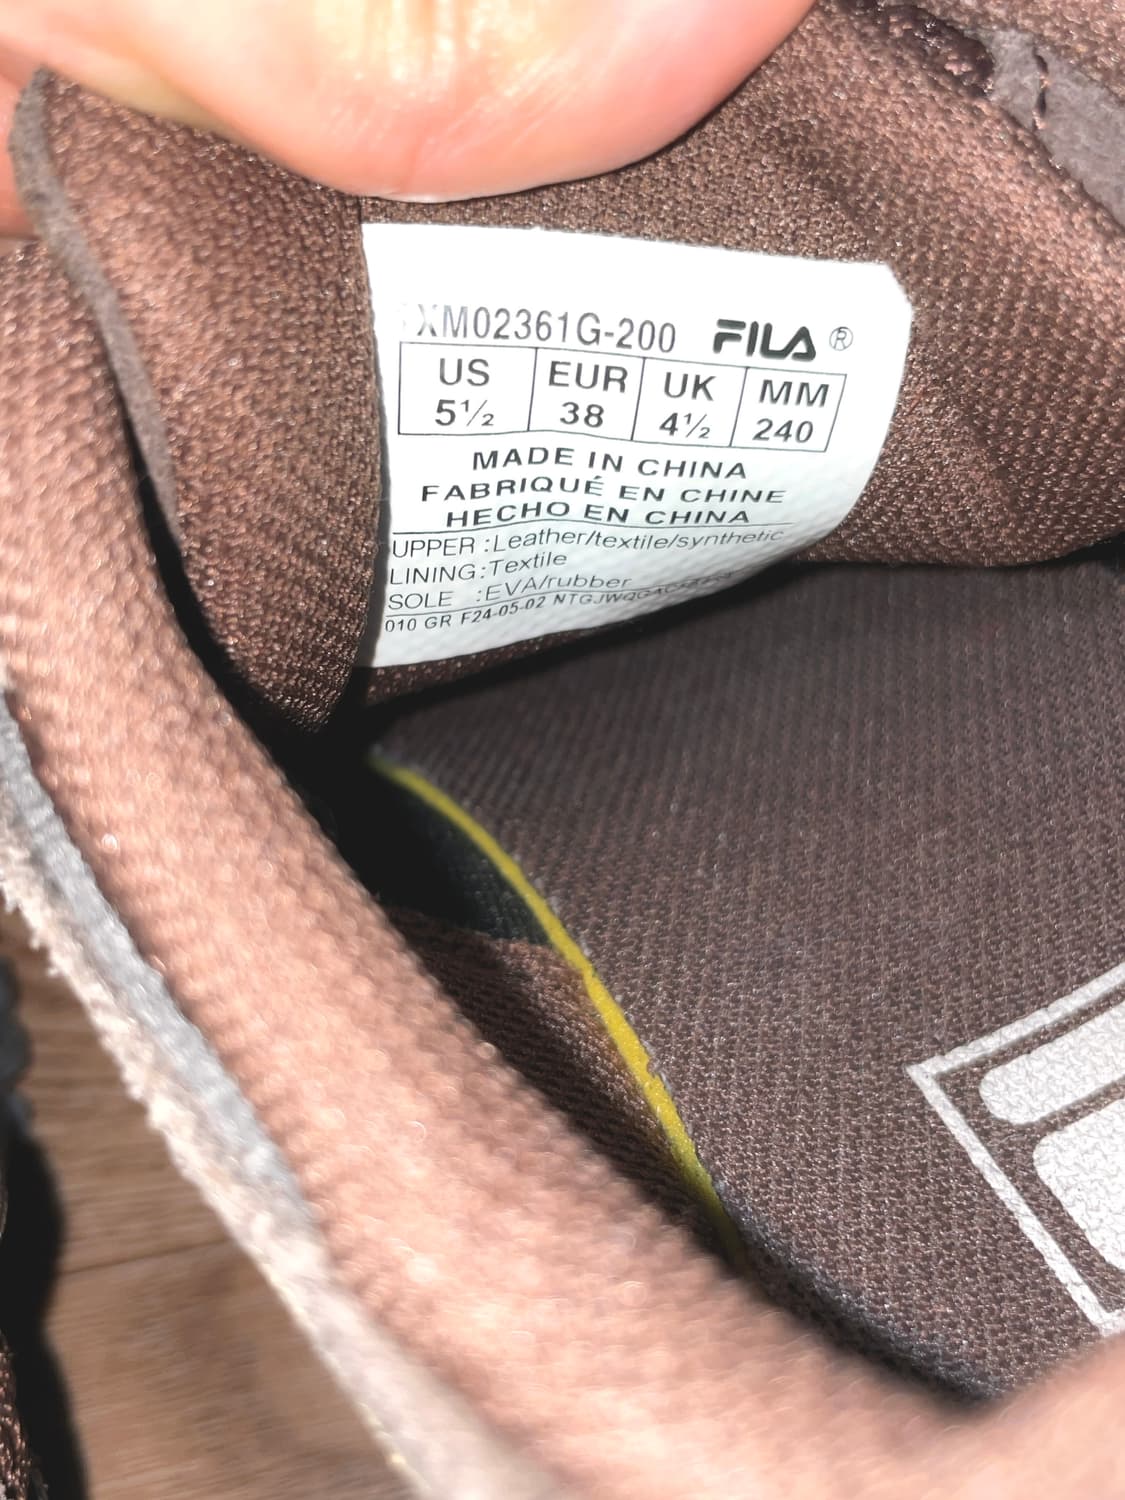 XM02361G-200 FILA®
US EUR UK MM
5½ 38 4½ 240
MADE IN CHINA
FABRIQUÉ EN CHINE
HECHO EN CHINA
UPPER :Leather/textile/synthetic
LINING:Textile
SOLE :EVA/rubber
010 GR F24-05-02